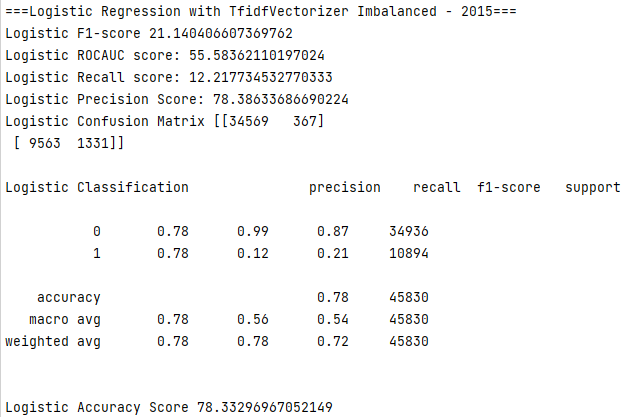 ===Logistic Regression with TfidfVectorizer Imbalanced - 2015===
Logistic F1-score 21.140406607369762
Logistic ROCAUC score: 55.58362110197024
Logistic Recall score: 12.217734532770333
Logistic Precision Score: 78.38633686690224
Logistic Confusion Matrix [[34569   367]
 [ 9563  1331]]
Logistic Classification               precision    recall  f1-score   support
           0       0.78      0.99      0.87     34936
           1       0.78      0.12      0.21     10894
    accuracy                           0.78     45830
   macro avg       0.78      0.56      0.54     45830
weighted avg       0.78      0.78      0.72     45830
Logistic Accuracy Score 78.33296967052149